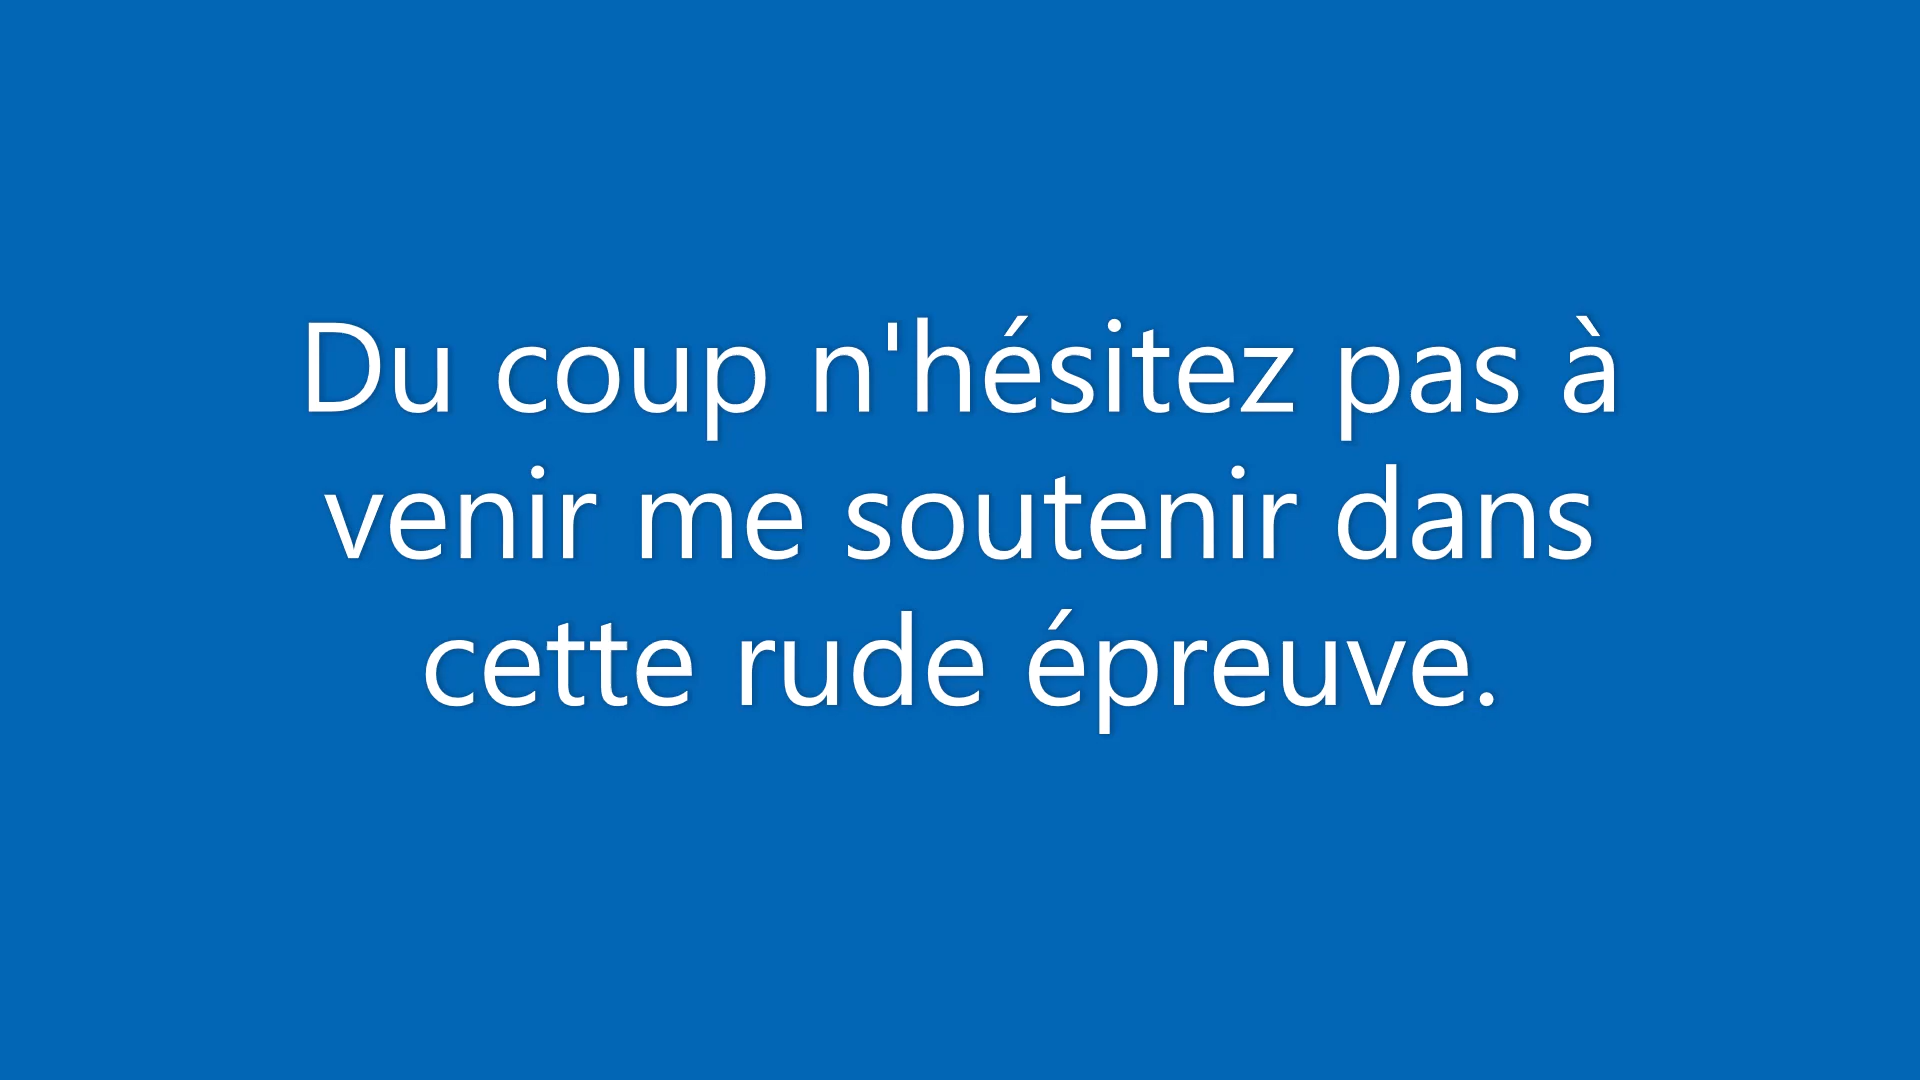 Du coup n'hésitez pas à
venir me soutenir dans
cette rude épreuve.